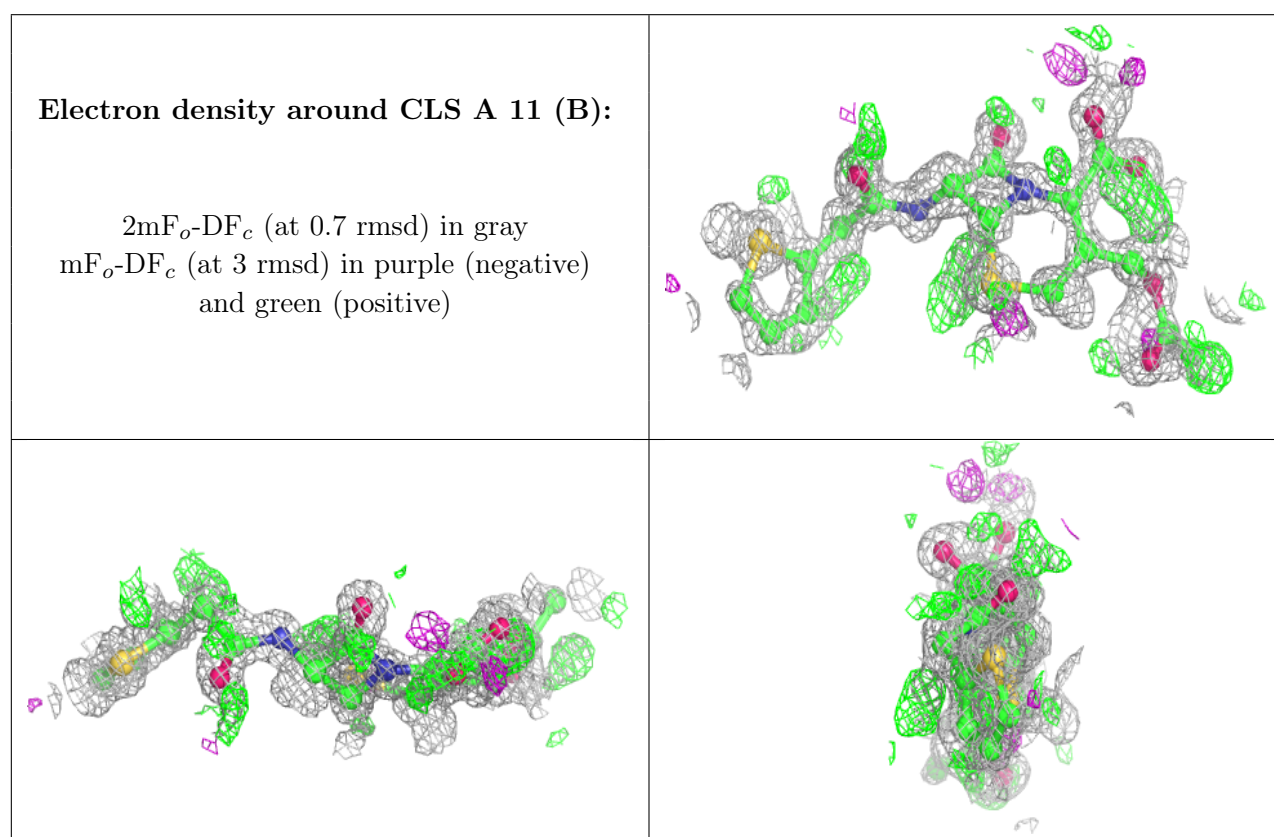 Electron density around CLS A 11 (B):
2mFo-DFc (at 0.7 rmsd) in gray
mFo-DFc (at 3 rmsd) in purple (negative)
and green (positive)